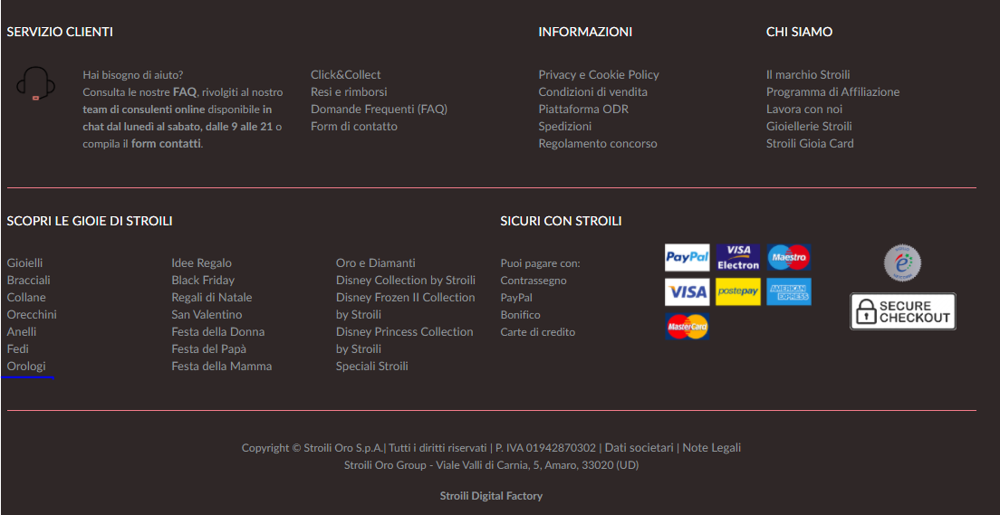 SERVIZIO CLIENTI
Hai bisogno di aiuto?
Consulta le nostre FAQ, rivolgiti al nostro
team di consulenti online disponibile in
chat dal lunedì al sabato, dalle 9 alle 21 o
compila il form contatti.
Click&Collect
Resi e rimborsi
Domande Frequenti (FAQ)
Form di contatto
INFORMAZIONI
Privacy e Cookie Policy
Condizioni di vendita
Piattaforma ODR
Spedizioni
Regolamento concorso
CHI SIAMO
Il marchio Stroili
Programma di Affiliazione
Lavora con noi
Gioiellerie Stroili
Stroili Gioia Card
SCOPRI LE GIOIE DI STROILI
Gioielli
Bracciali
Collane
Orecchini
Anelli
Fedi
Orologi
Idee Regalo
Black Friday
Regali di Natale
San Valentino
Festa della Donna
Festa del Papà
Festa della Mamma
Oro e Diamanti
Disney Collection by Stroili
Disney Frozen II Collection
by Stroili
Disney Princess Collection
by Stroili
Speciali Stroili
SICURI CON STROILI
Puoi pagare con:
Contrassegno
PayPal
Bonifico
Carte di credito
PayPal
VISA
Electron
Maestro
VISA
postepay
AMERICAN
EXPRESS
MasterCard
SECURE
CHECKOUT
Copyright © Stroili Oro S.p.A.| Tutti i diritti riservati | P. IVA 01942870302 | Dati societari | Note Legali
Stroili Oro Group - Viale Valli di Carnia, 5, Amaro, 33020 (UD)
Stroili Digital Factory